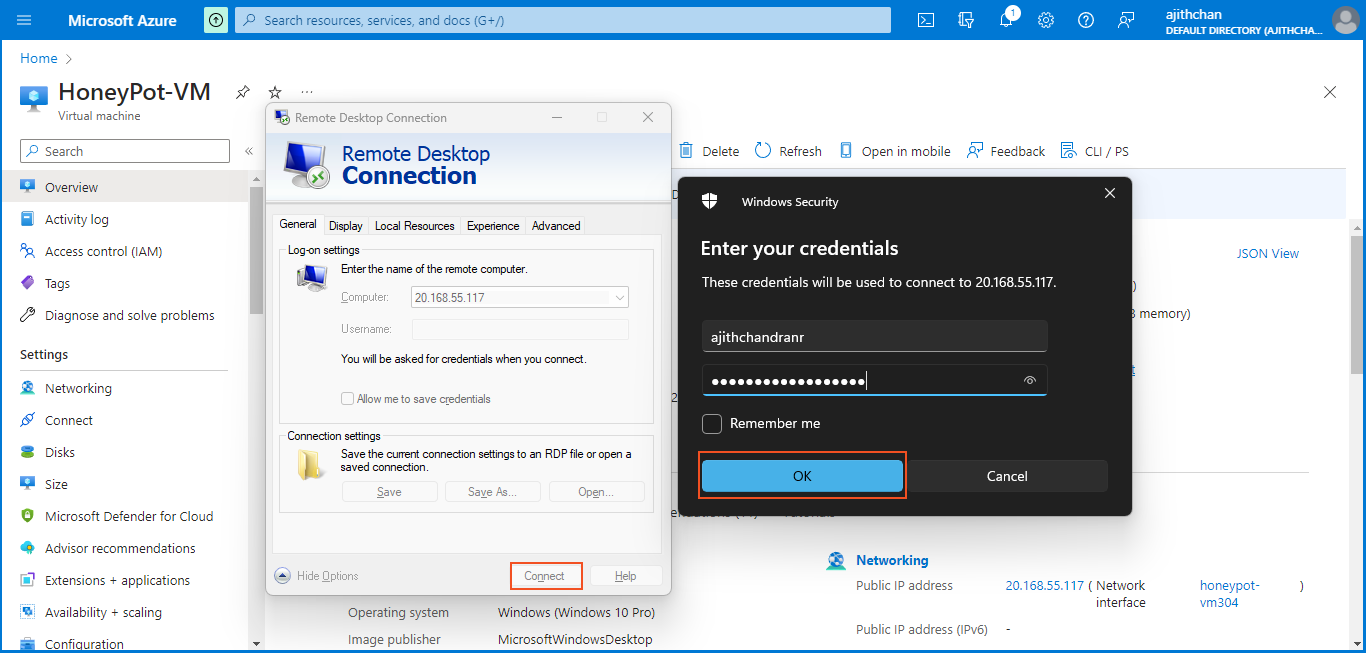 Microsoft Azure
Search resources, services, and docs (G+/)
1
ajithchan
DEFAULT DIRECTORY (AJITHCHA...
Home
HoneyPot-VM
...
Virtual machine
Search
«
Overview
Activity log
Access control (IAM)
Tags
Diagnose and solve problems
Settings
Networking
Connect
Disks
Size
Microsoft Defender for Cloud
Advisor recommendations
Extensions + applications
Availability + scaling
Configuration
Remote Desktop Connection
Remote Desktop
Connection
General Display Local Resources Experience Advanced
Log-on settings
Enter the name of the remote computer.
Computer: 20.168.55.117
Username:
You will be asked for credentials when you connect.
Allow me to save credentials
Connection settings
Save the current connection settings to an RDP file or open a
saved connection.
Save Save As... Open...
Hide Options Connect Help
Delete Refresh Open in mobile Feedback CLI / PS
Windows Security
Enter your credentials
These credentials will be used to connect to 20.168.55.117.
ajithchandranr
Remember me
OK Cancel
JSON View
)
memory)
Tutorials
Operating system Windows (Windows 10 Pro)
Image publisher MicrosoftWindowsDesktop
Networking
Public IP address 20.168.55.117 ( Network
interface
honeypot-
vm304
)
Public IP address (IPv6) -